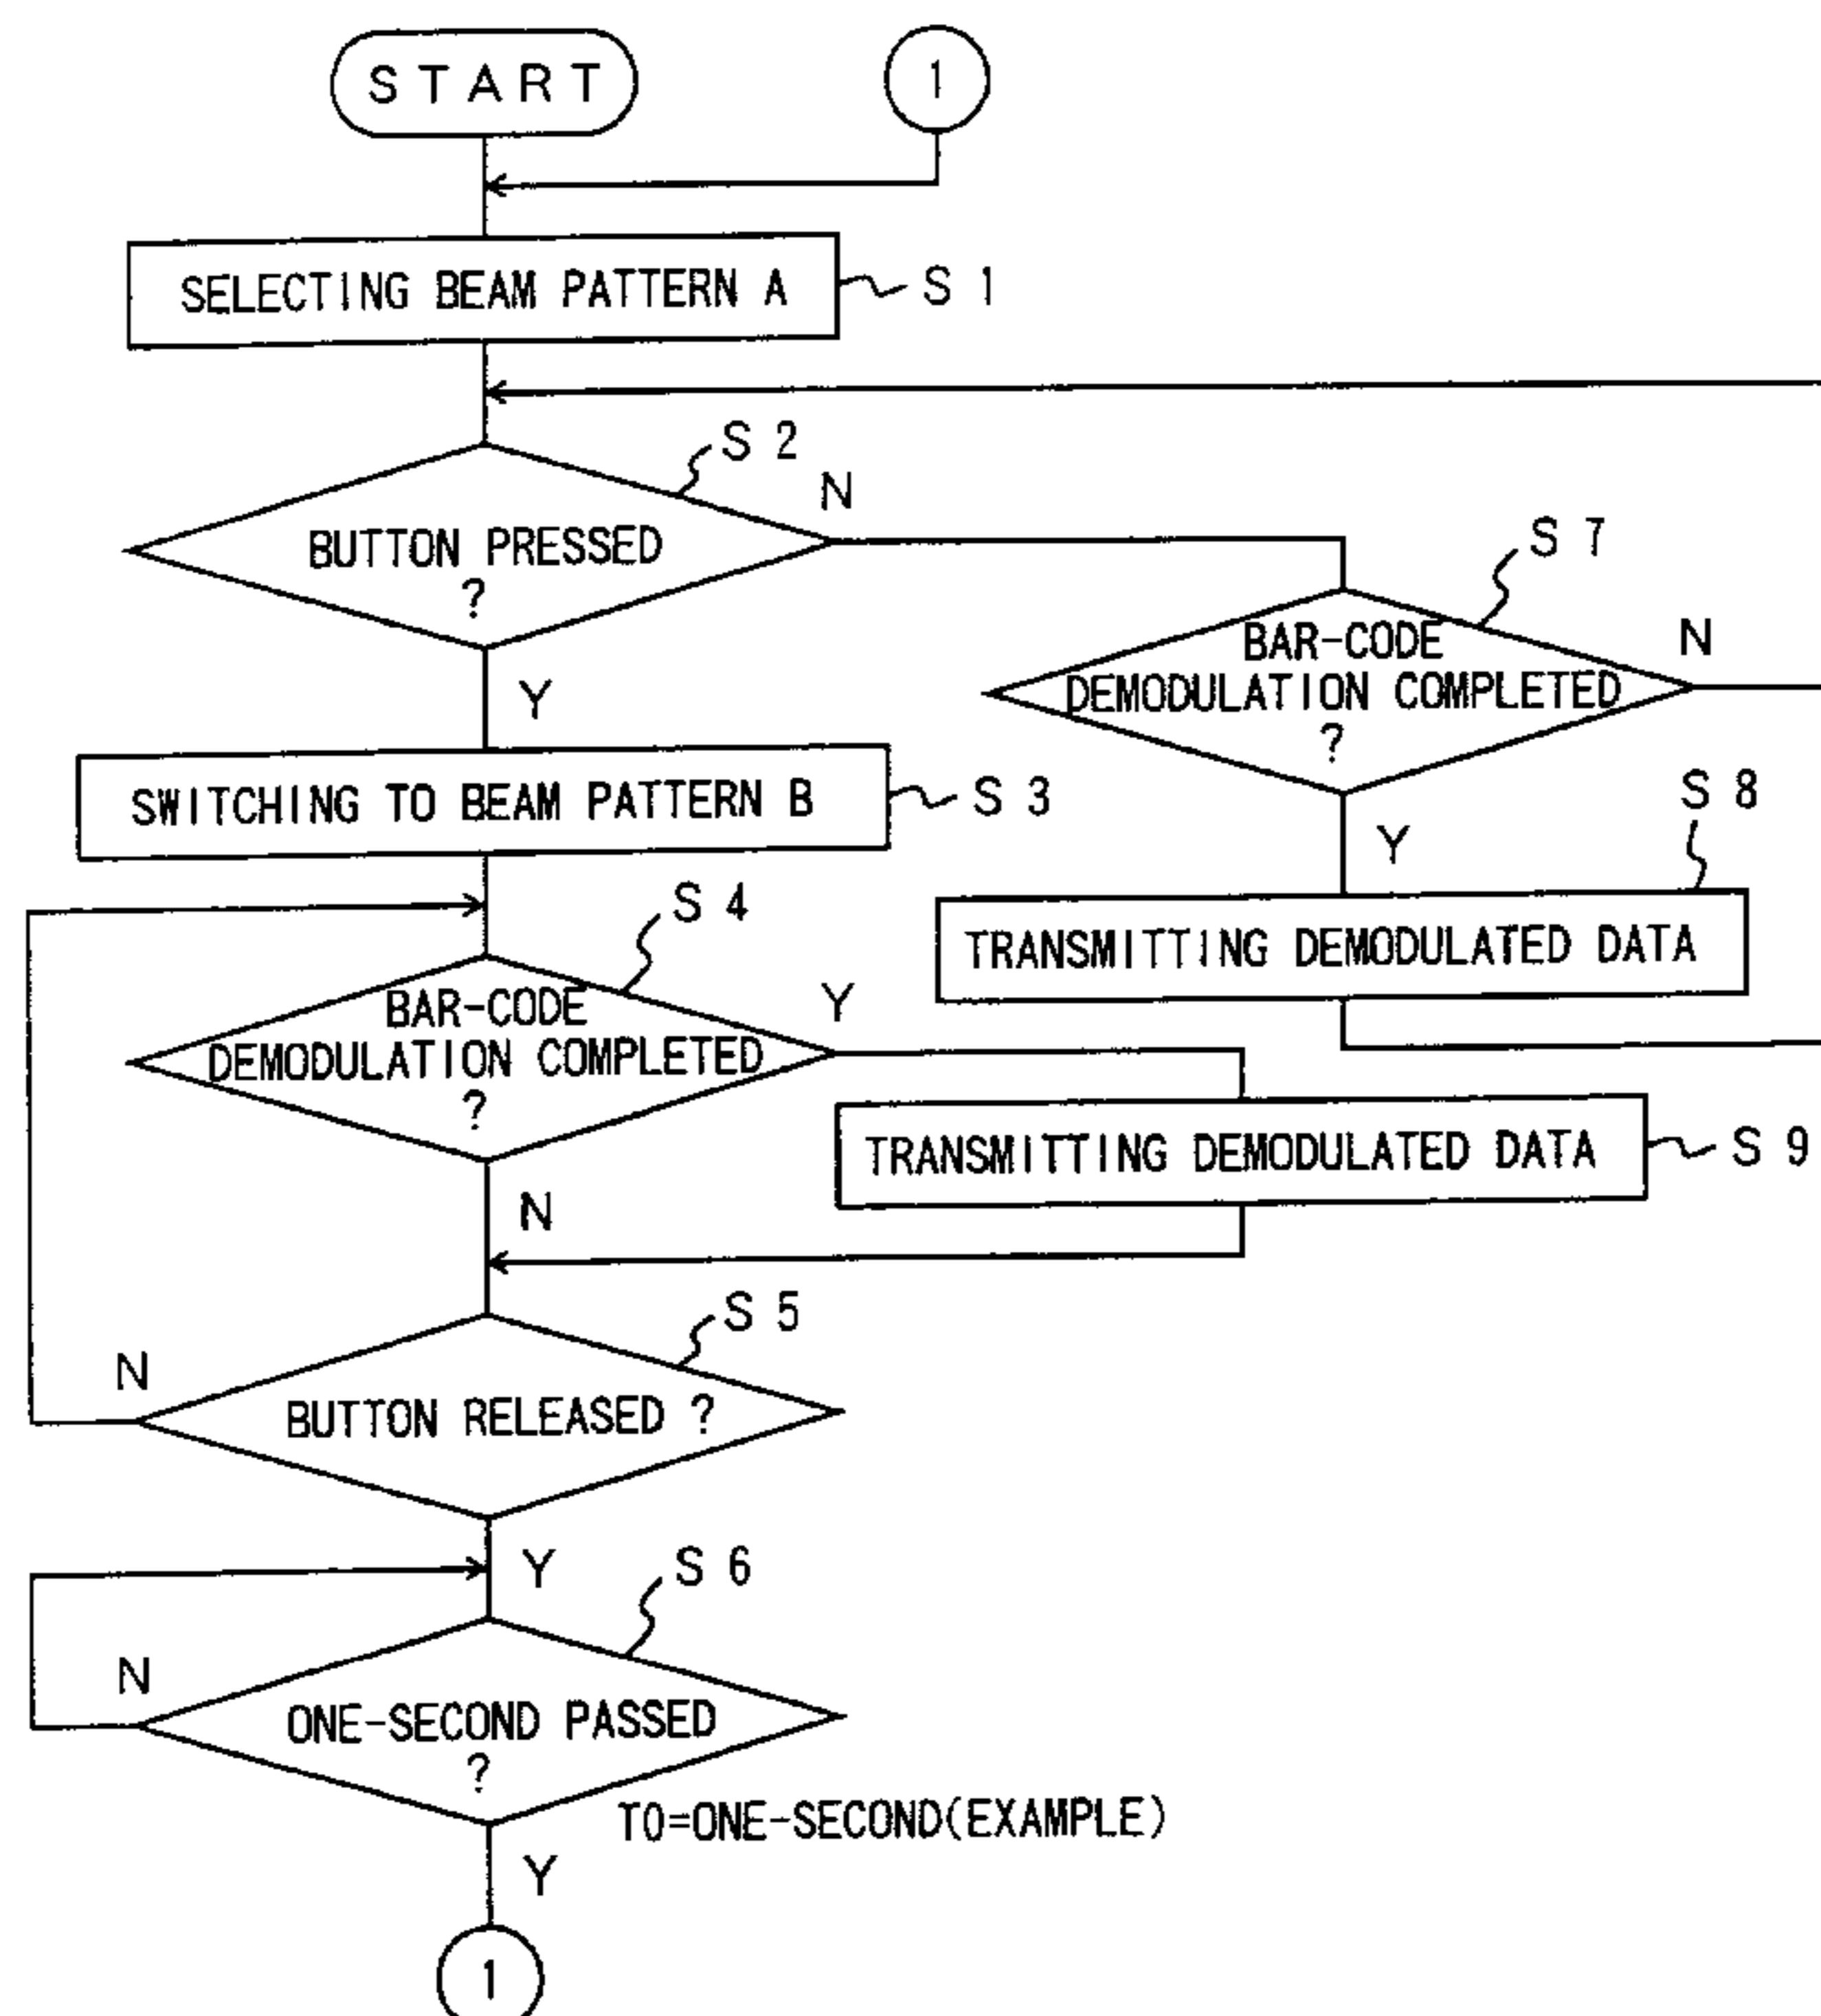 START
1
SELECTING BEAM PATTERN A
S 1
S 2
N
BUTTON PRESSED
?
Y
S 7
BAR-CODE
DEMODULATION COMPLETED
?
N
Y
SWITCHING TO BEAM PATTERN B
S 3
S 8
TRANSMITTING DEMODULATED DATA
S 4
BAR-CODE
DEMODULATION COMPLETED
?
Y
N
TRANSMITTING DEMODULATED DATA
S 9
S 5
N
BUTTON RELEASED ?
Y
S 6
N
ONE-SECOND PASSED
?
T0=ONE-SECOND(EXAMPLE)
Y
1